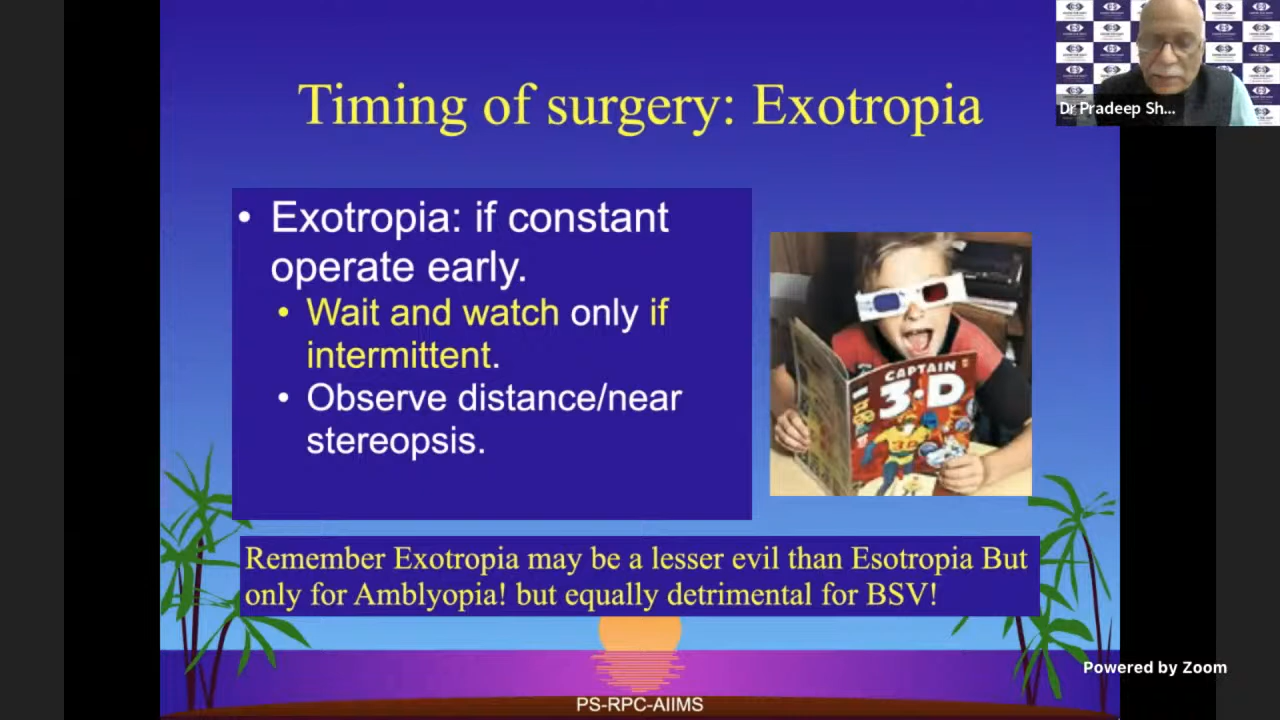 Timing of surgery: Exotropia
Dr Pradeep Sh...
• Exotropia: if constant
operate early.
• Wait and watch only if
intermittent.
• Observe distance/near
stereopsis.
CAPTAIN
3-D
Remember Exotropia may be a lesser evil than Esotropia But
only for Amblyopia! but equally detrimental for BSV!
Powered by Zoom
PS-RPC-AIIMS